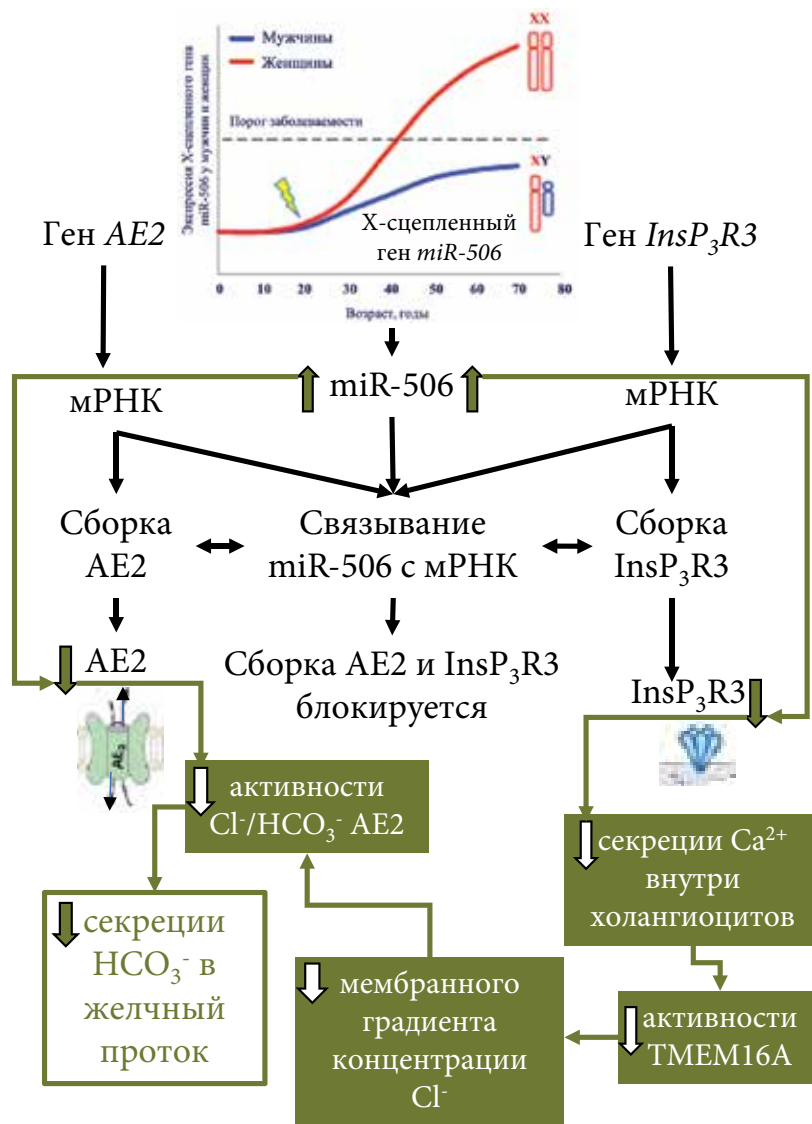 XX
Мужчины
Женщины
Экспрессия X-сцепленного гена
miR-506 у мужчин и женщин
Порог заболеваемости
XY
X-сцепленный
ген miR-506
0 10 20 30 40 50 60 70 80
Возраст, годы
Ген AE2
Ген InsP₃R3
мРНК
miR-506
мРНК
Сборка
AE2
Связывание
miR-506 с мРНК
Сборка
InsP₃R3
AE2
Сборка AE2 и InsP₃R3
блокируется
InsP₃R3
AE₂
активности
Cl⁻/HCO₃⁻ AE2
секреции Ca²⁺
внутри
холангиоцитов
секреции
HCO₃⁻ в
желчный
проток
мембранного
градиента
концентрации
Cl⁻
активности
TMEM16A